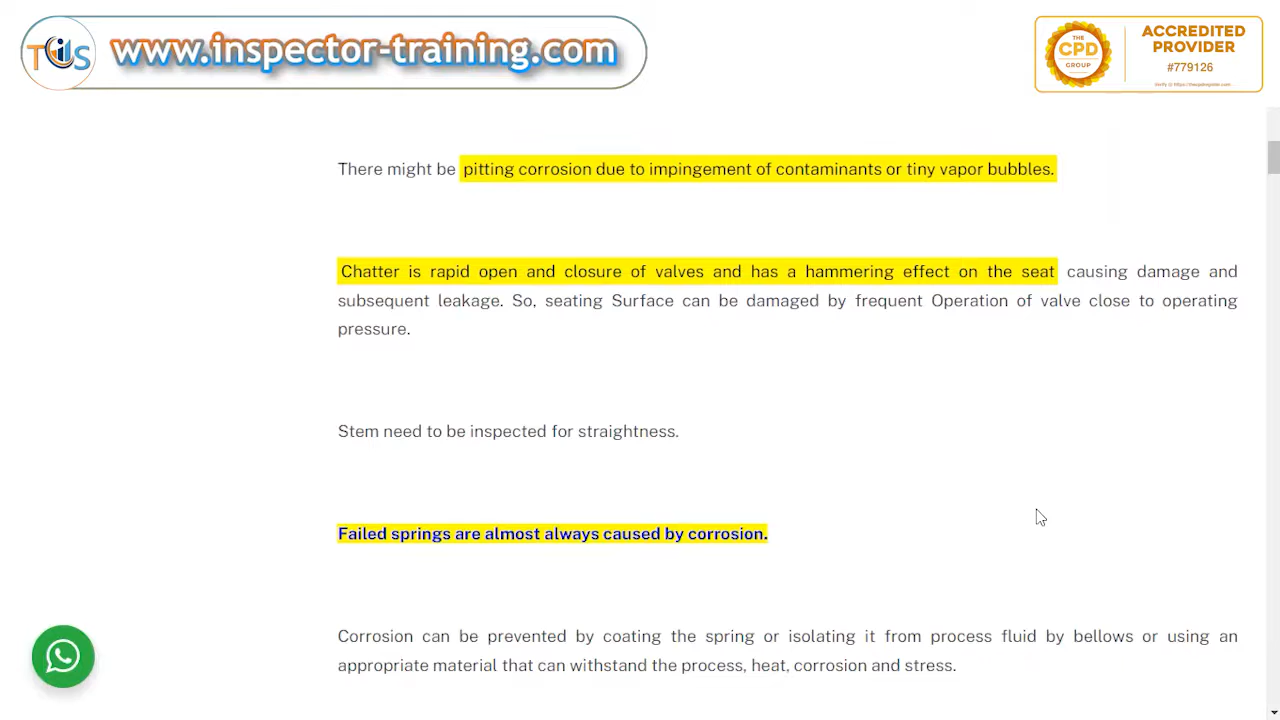 TIS
www.inspector-training.com
THE
CPD
GROUP
ACCREDITED
PROVIDER
#779126
There might be pitting corrosion due to impingement of contaminants or tiny vapor bubbles.
Chatter is rapid open and closure of valves and has a hammering effect on the seat causing damage and
subsequent leakage. So, seating Surface can be damaged by frequent Operation of valve close to operating
pressure.
Stem need to be inspected for straightness.
Failed springs are almost always caused by corrosion.
Corrosion can be prevented by coating the spring or isolating it from process fluid by bellows or using an
appropriate material that can withstand the process, heat, corrosion and stress.